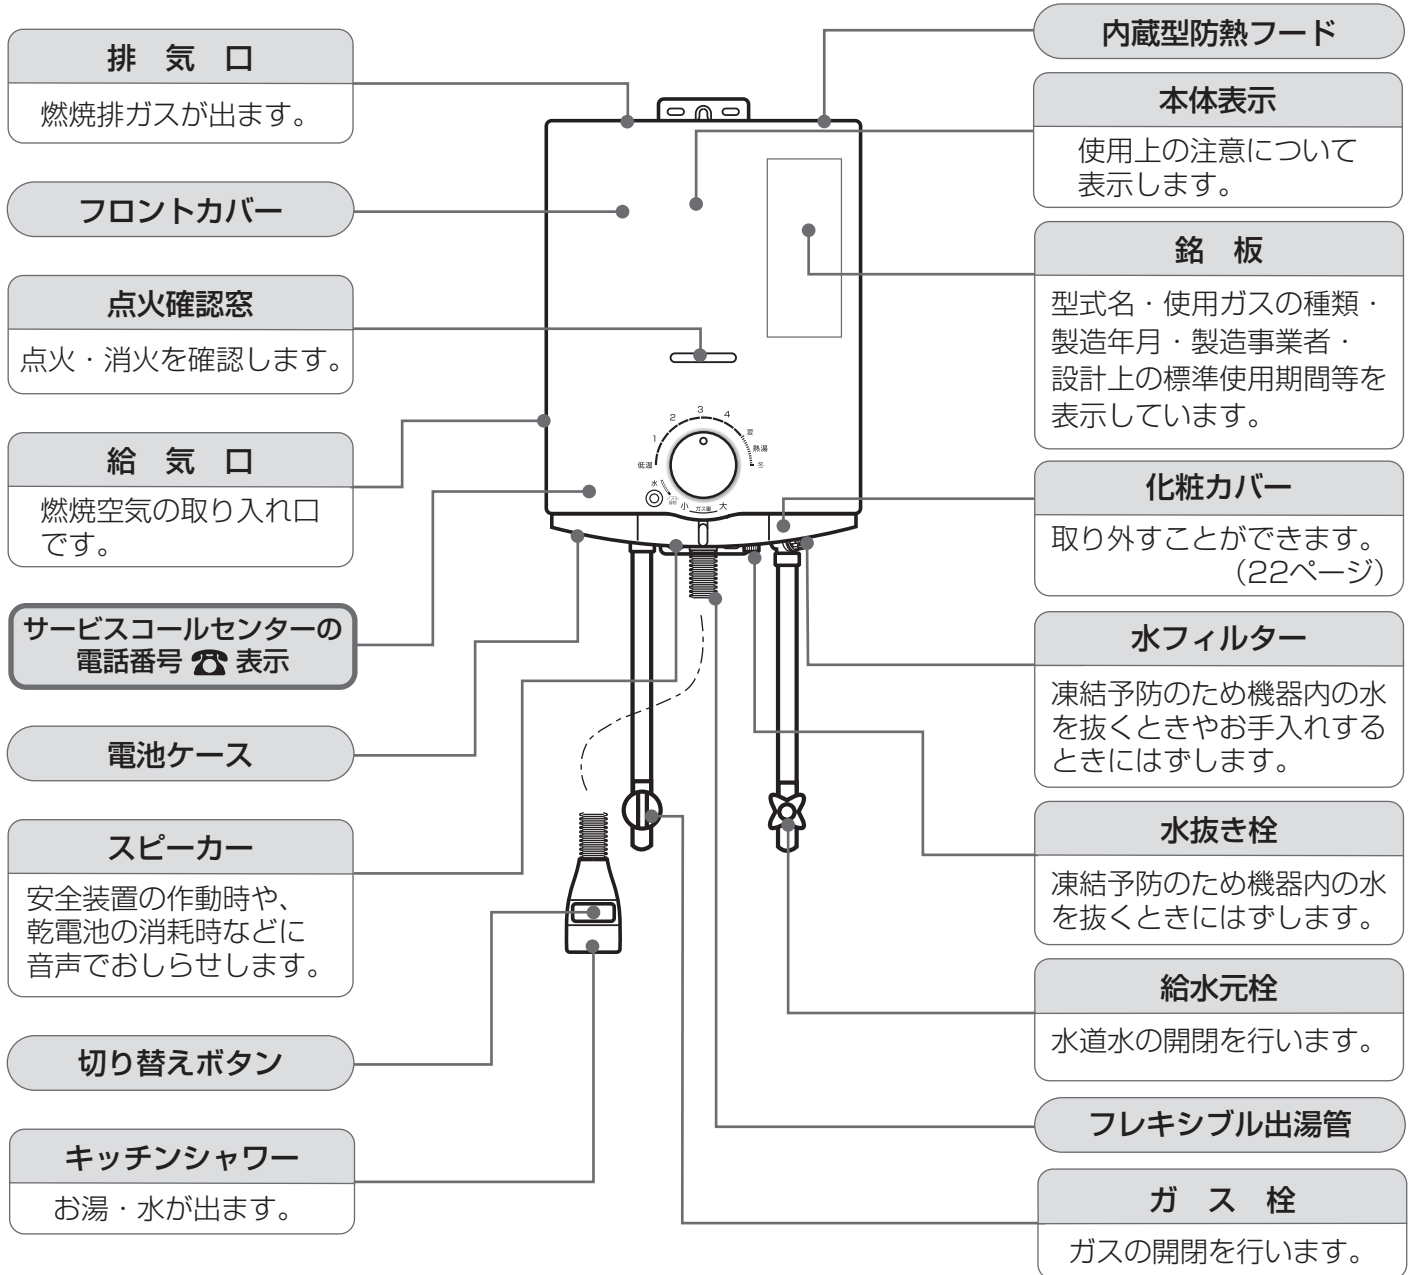 排 気 口
燃焼排ガスが出ます。
フロントカバー
点火確認窓
点火・消火を確認します。
給 気 口
燃焼空気の取り入れ口
です。
サービスコールセンターの
電話番号 ☎ 表示
電池ケース
スピーカー
安全装置の作動時や、
乾電池の消耗時などに
音声でおしらせします。
切り替えボタン
キッチンシャワー
お湯・水が出ます。
1
2
3
4
夏
熱湯
冬
低温
水
小
ガス量
大
内蔵型防熱フード
本体表示
使用上の注意について
表示します。
銘 板
型式名・使用ガスの種類・
製造年月・製造事業者・
設計上の標準使用期間等を
表示しています。
化粧カバー
取り外すことができます。
(22ページ)
水フィルター
凍結予防のため機器内の水
を抜くときやお手入れする
ときにはずします。
水抜き栓
凍結予防のため機器内の水
を抜くときにはずします。
給水元栓
水道水の開閉を行います。
フレキシブル出湯管
ガ ス 栓
ガスの開閉を行います。